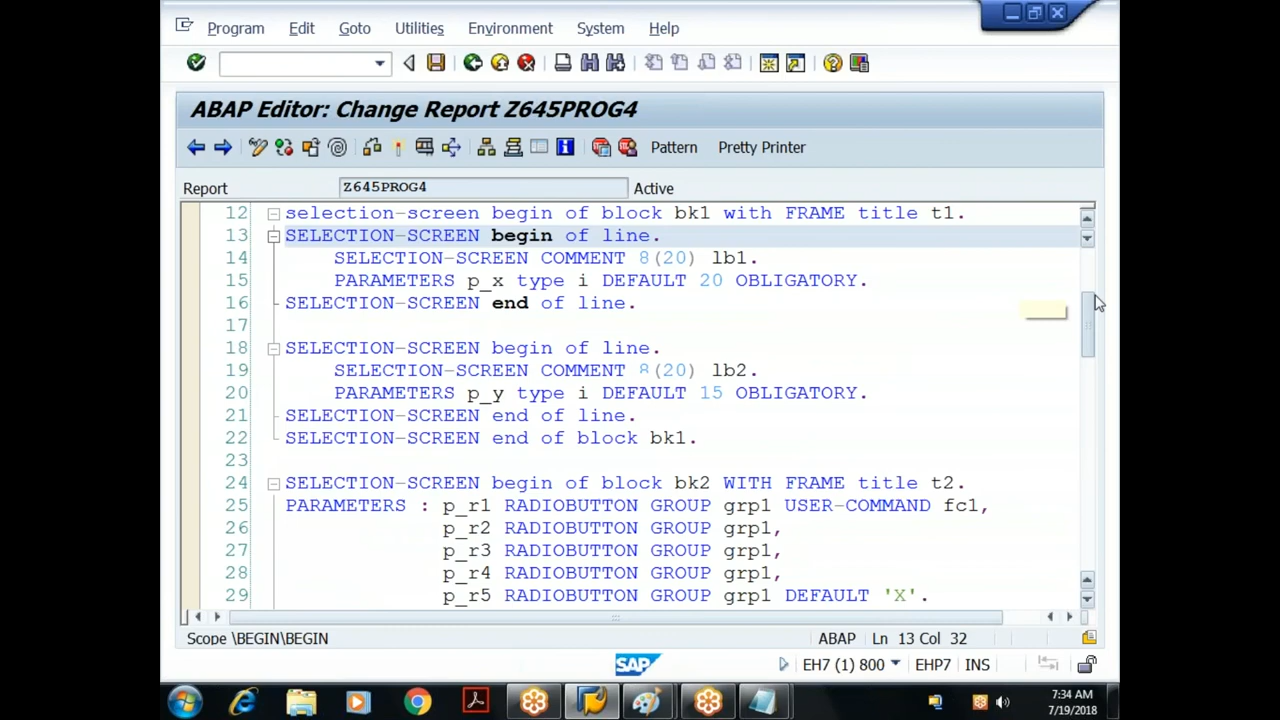 Program Edit Goto Utilities Environment System Help
ABAP Editor: Change Report Z645PROG4
Pattern Pretty Printer
Report Z645PROG4 Active
12 selection-screen begin of block bk1 with FRAME title t1.
13 SELECTION-SCREEN begin of line.
14 SELECTION-SCREEN COMMENT 8(20) lb1.
15 PARAMETERS p_x type i DEFAULT 20 OBLIGATORY.
16 SELECTION-SCREEN end of line.
17
18 SELECTION-SCREEN begin of line.
19 SELECTION-SCREEN COMMENT 8(20) lb2.
20 PARAMETERS p_y type i DEFAULT 15 OBLIGATORY.
21 SELECTION-SCREEN end of line.
22 SELECTION-SCREEN end of block bk1.
23
24 SELECTION-SCREEN begin of block bk2 WITH FRAME title t2.
25 PARAMETERS : p_r1 RADIOBUTTON GROUP grp1 USER-COMMAND fc1,
26 p_r2 RADIOBUTTON GROUP grp1,
27 p_r3 RADIOBUTTON GROUP grp1,
28 p_r4 RADIOBUTTON GROUP grp1,
29 p_r5 RADIOBUTTON GROUP grp1 DEFAULT 'X'.
Scope \BEGIN\BEGIN ABAP Ln 13 Col 32
SAP EH7 (1) 800 EHP7 INS
7:34 AM
7/19/2018